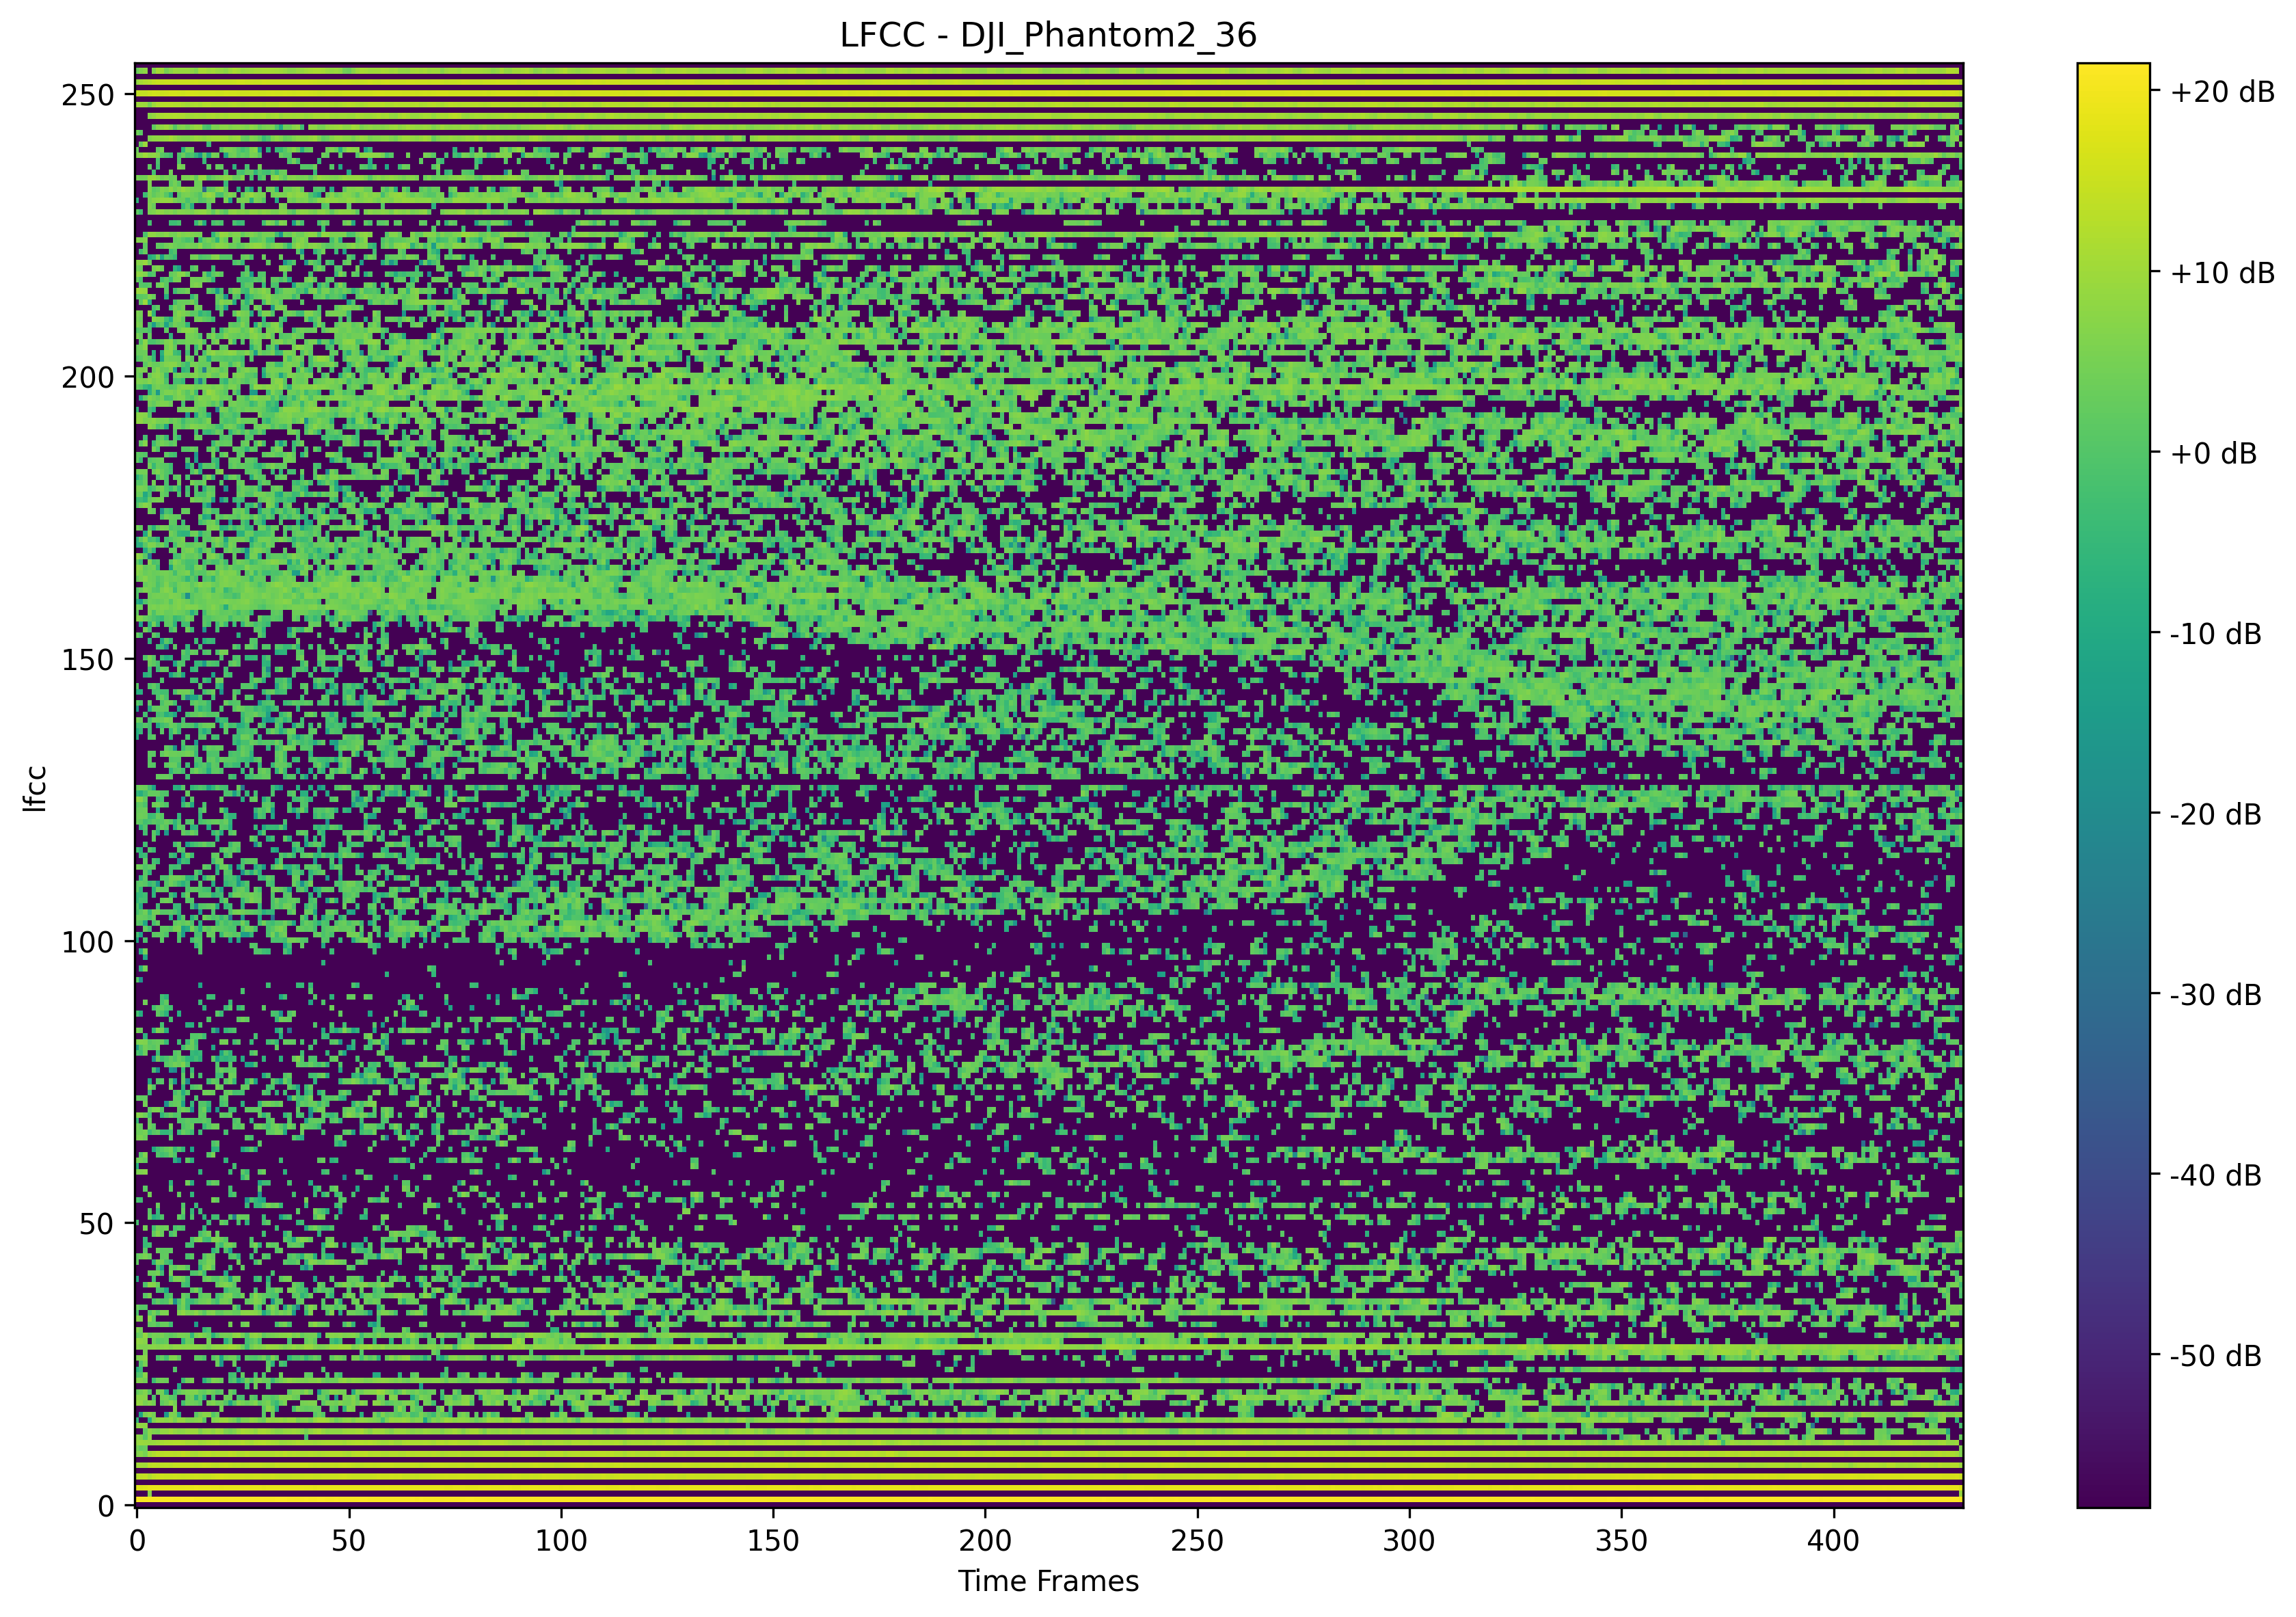 LFCC - DJI_Phantom2_36
250
200
150
100
50
0
lfcc
0 50 100 150 200 250 300 350 400
Time Frames
+20 dB
+10 dB
+0 dB
-10 dB
-20 dB
-30 dB
-40 dB
-50 dB